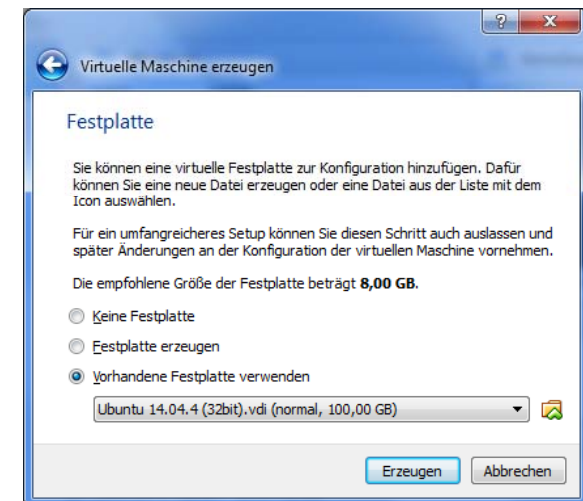 Virtuelle Maschine erzeugen
Festplatte
Sie können eine virtuelle Festplatte zur Konfiguration hinzufügen. Dafür
können Sie eine neue Datei erzeugen oder eine Datei aus der Liste mit dem
Icon auswählen.
Für ein umfangreicheres Setup können Sie diesen Schritt auch auslassen und
später Änderungen an der Konfiguration der virtuellen Maschine vornehmen.
Die empfohlene Größe der Festplatte beträgt 8,00 GB.
Keine Festplatte
Festplatte erzeugen
Vorhandene Festplatte verwenden
Ubuntu 14.04.4 (32bit).vdi (normal, 100,00 GB)
Erzeugen Abbrechen